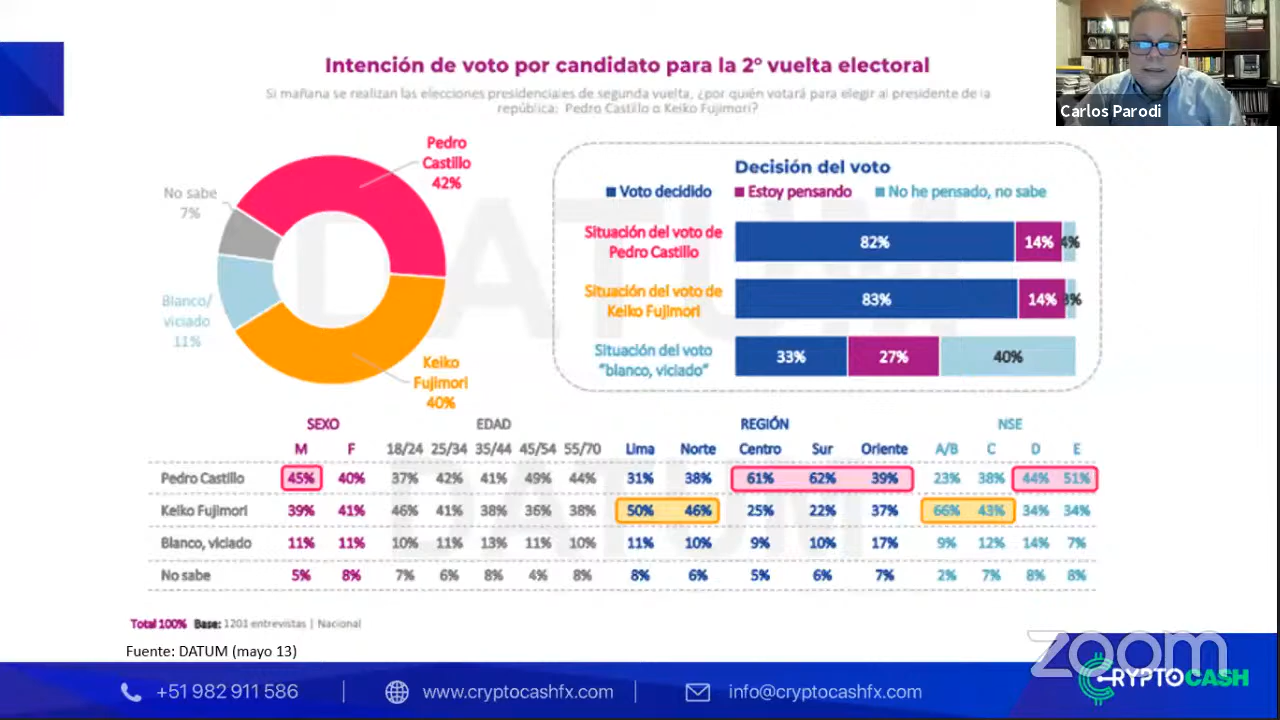 Carlos Parodi
Intención de voto por candidato para la 2° vuelta electoral
Si mañana se realizan las elecciones presidenciales de segunda vuelta, ¿por quién votará para elegir al presidente de la
república: Pedro Castillo o Keiko Fujimori?
Pedro
Castillo
42%
No sabe
7%
Blanco/
viciado
11%
Keiko
Fujimori
40%
Decisión del voto
Voto decidido Estoy pensando No he pensado, no sabe
Situación del voto de
Pedro Castillo
82% 14% 4%
Situación del voto de
Keiko Fujimori
83% 14% 3%
Situación del voto
"blanco, viciado"
33% 27% 40%
DATUM
SEXO EDAD REGIÓN NSE
M F 18/24 25/34 35/44 45/54 55/70 Lima Norte Centro Sur Oriente A/B C D E
Pedro Castillo 45% 40% 37% 42% 41% 49% 44% 31% 38% 61% 62% 39% 23% 38% 44% 51%
Keiko Fujimori 39% 41% 46% 41% 38% 36% 38% 50% 46% 25% 22% 37% 66% 43% 34% 34%
Blanco, viciado 11% 11% 10% 11% 13% 11% 10% 11% 10% 9% 10% 17% 9% 12% 14% 7%
No sabe 5% 8% 7% 6% 8% 4% 8% 8% 6% 5% 6% 7% 2% 7% 8% 8%
DATUM
Total 100% Base: 1201 entrevistas | Nacional
Fuente: DATUM (mayo 13)
zoom
+51 982 911 586 www.cryptocashfx.com info@cryptocashfx.com
CRYPTOCASH